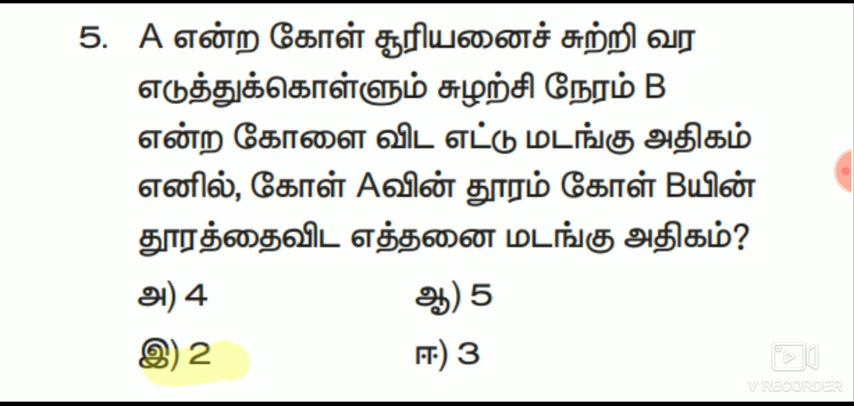 5. A என்ற கோள் சூரியனைச் சுற்றி வர
எடுத்துக்கொள்ளும் சுழற்சி நேரம் B
என்ற கோளை விட எட்டு மடங்கு அதிகம்
எனில், கோள் Aவின் தூரம் கோள் Bயின்
தூரத்தைவிட எத்தனை மடங்கு அதிகம்?
அ) 4 ஆ) 5
இ) 2 ஈ) 3
V RECORDER